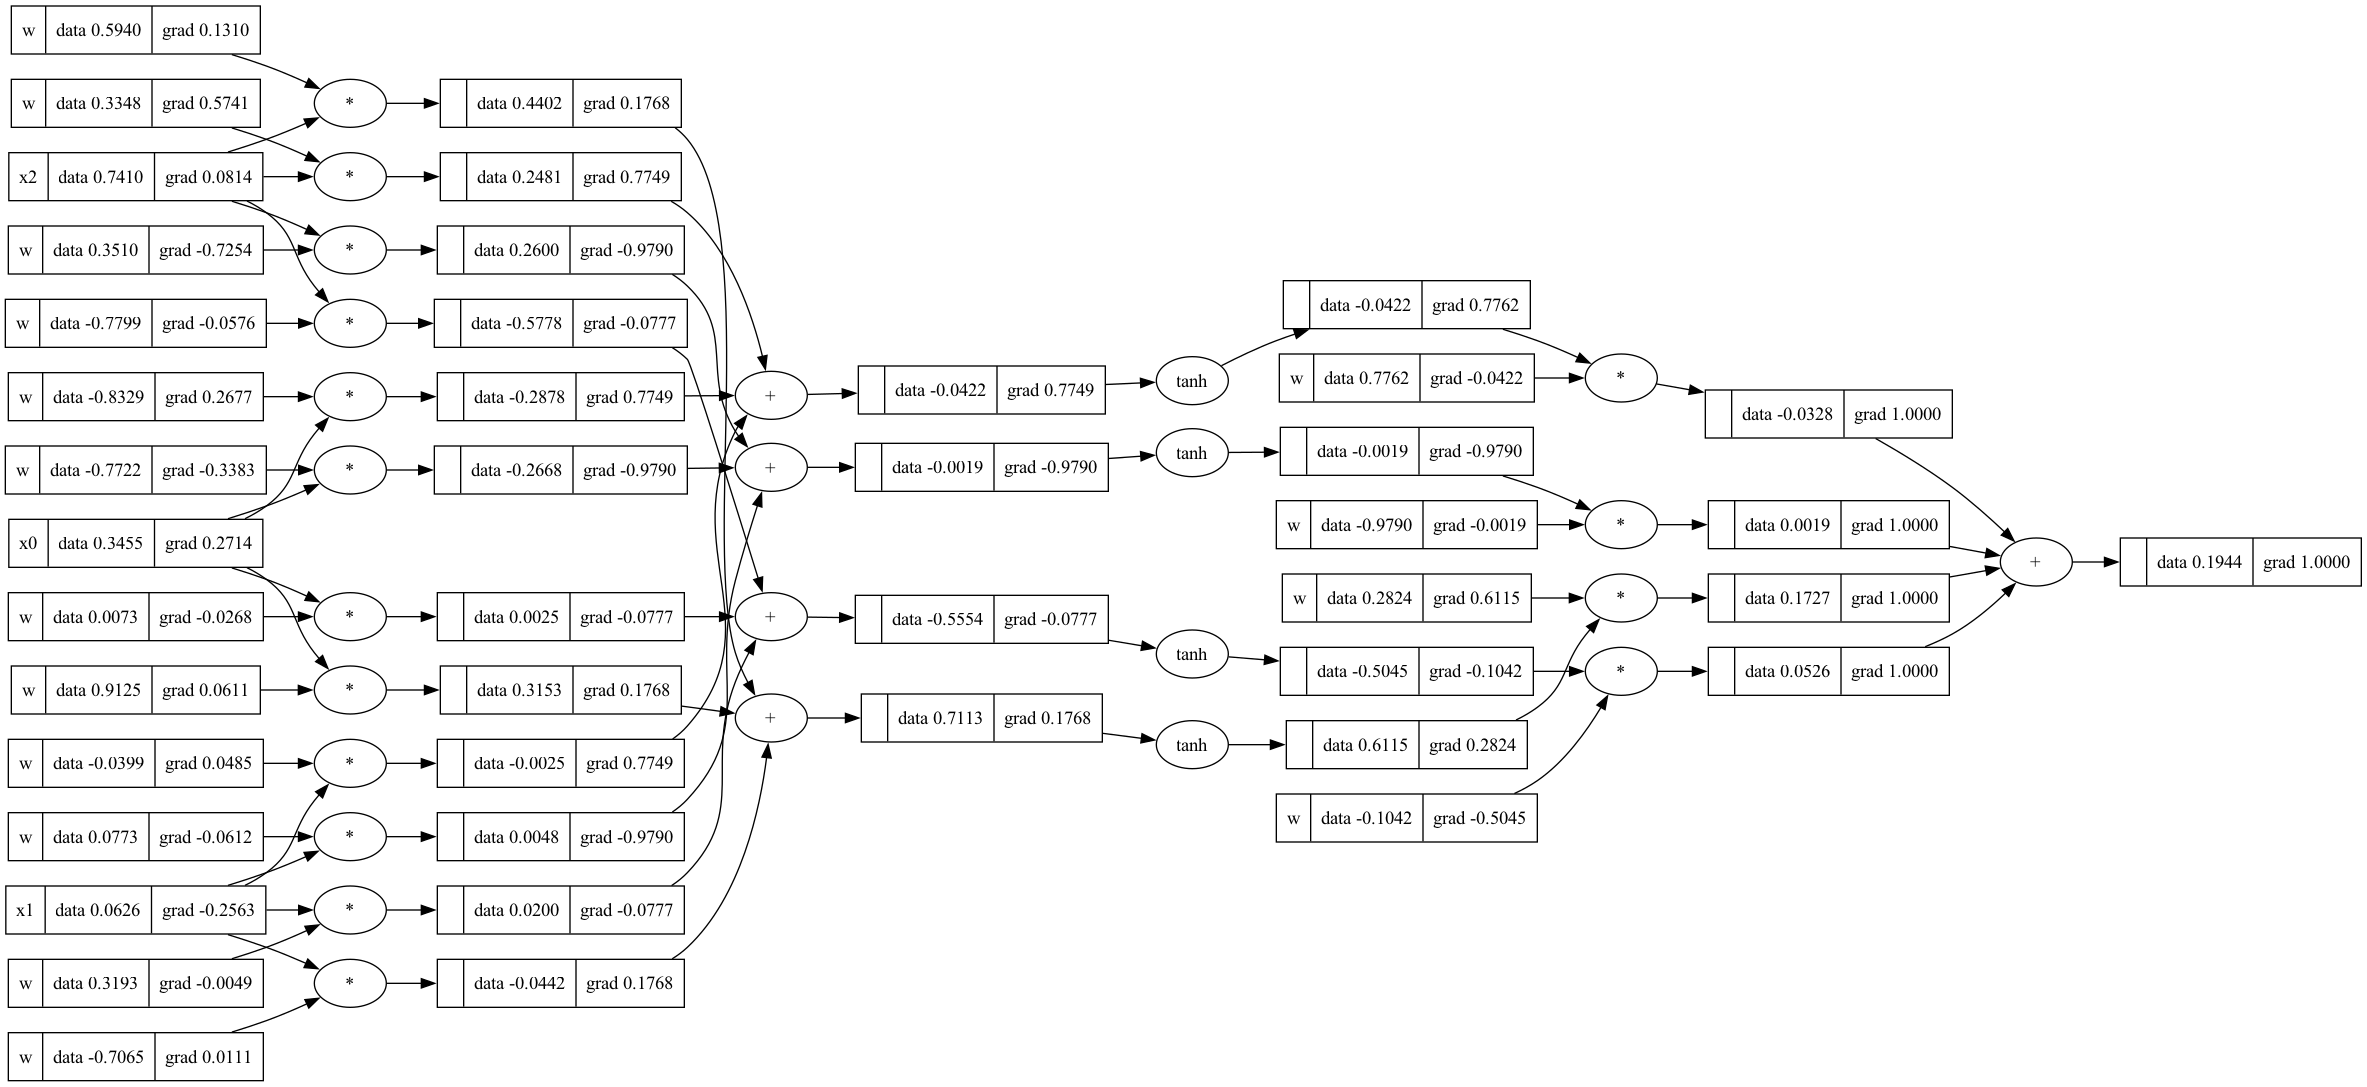 w data 0.5940 grad 0.1310
w data 0.3348 grad 0.5741
* data 0.4402 grad 0.1768
x2 data 0.7410 grad 0.0814
* data 0.2481 grad 0.7749
w data 0.3510 grad -0.7254
* data 0.2600 grad -0.9790
w data -0.7799 grad -0.0576
* data -0.5778 grad -0.0777
w data -0.8329 grad 0.2677
* data -0.2878 grad 0.7749
w data -0.7722 grad -0.3383
* data -0.2668 grad -0.9790
x0 data 0.3455 grad 0.2714
w data 0.0073 grad -0.0268
* data 0.0025 grad -0.0777
w data 0.9125 grad 0.0611
* data 0.3153 grad 0.1768
w data -0.0399 grad 0.0485
* data -0.0025 grad 0.7749
w data 0.0773 grad -0.0612
* data 0.0048 grad -0.9790
x1 data 0.0626 grad -0.2563
* data 0.0200 grad -0.0777
w data 0.3193 grad -0.0049
* data -0.0442 grad 0.1768
w data -0.7065 grad 0.0111
+ data -0.0422 grad 0.7749 tanh
+ data -0.0019 grad -0.9790 tanh
+ data -0.5554 grad -0.0777 tanh
+ data 0.7113 grad 0.1768 tanh
data -0.0422 grad 0.7762
w data 0.7762 grad -0.0422
* data -0.0328 grad 1.0000
data -0.0019 grad -0.9790
w data -0.9790 grad -0.0019
* data 0.0019 grad 1.0000
w data 0.2824 grad 0.6115
* data 0.1727 grad 1.0000
data -0.5045 grad -0.1042
* data 0.0526 grad 1.0000
data 0.6115 grad 0.2824
w data -0.1042 grad -0.5045
+ data 0.1944 grad 1.0000